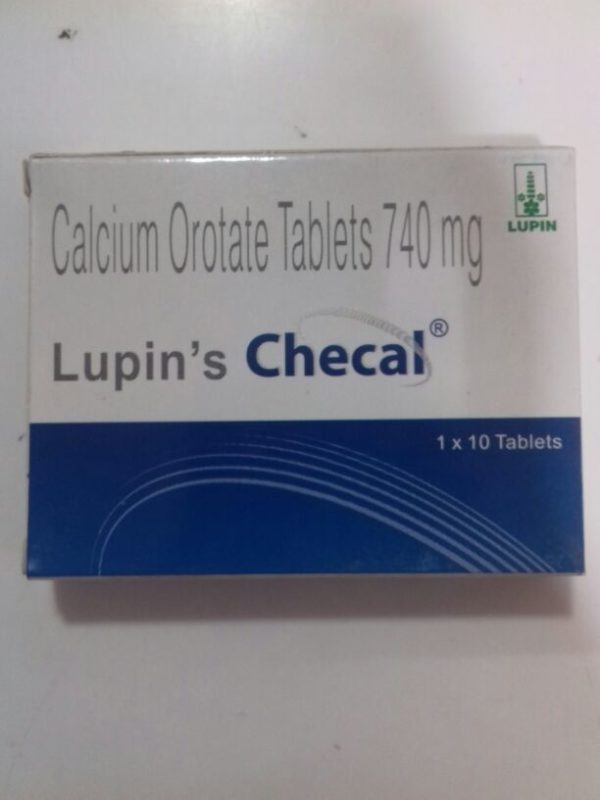 Calcium Orotate Tablets 740 mg
LUPIN
Lupin's Checal®
1 x 10 Tablets